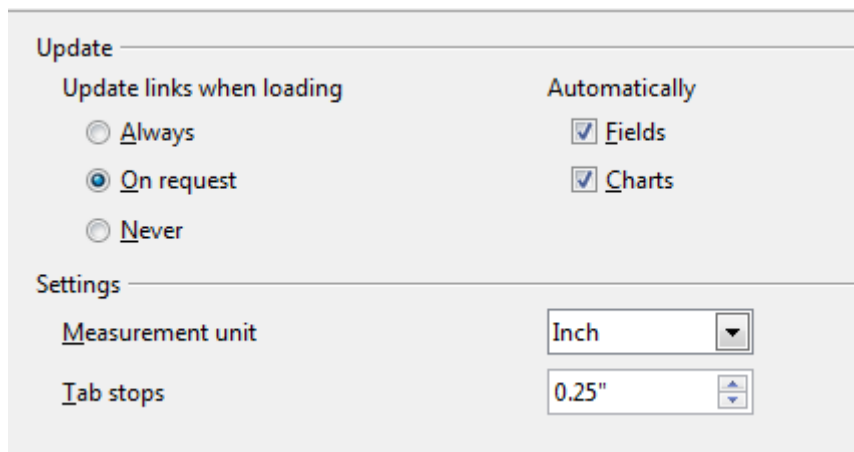 Update
Update links when loading
Always
On request
Never
Automatically
Fields
Charts
Settings
Measurement unit
Inch
Tab stops
0.25"